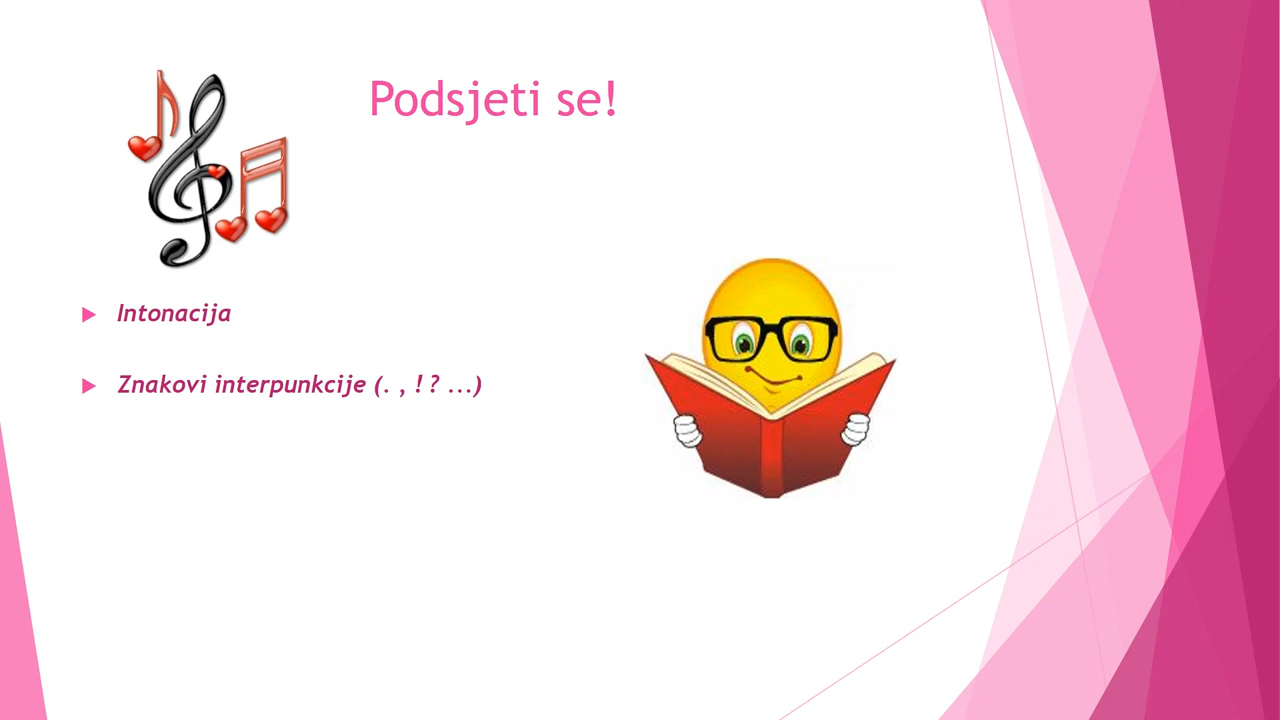 Podsjeti se!
Intonacija
Znakovi interpunkcije (. , ! ? ...)